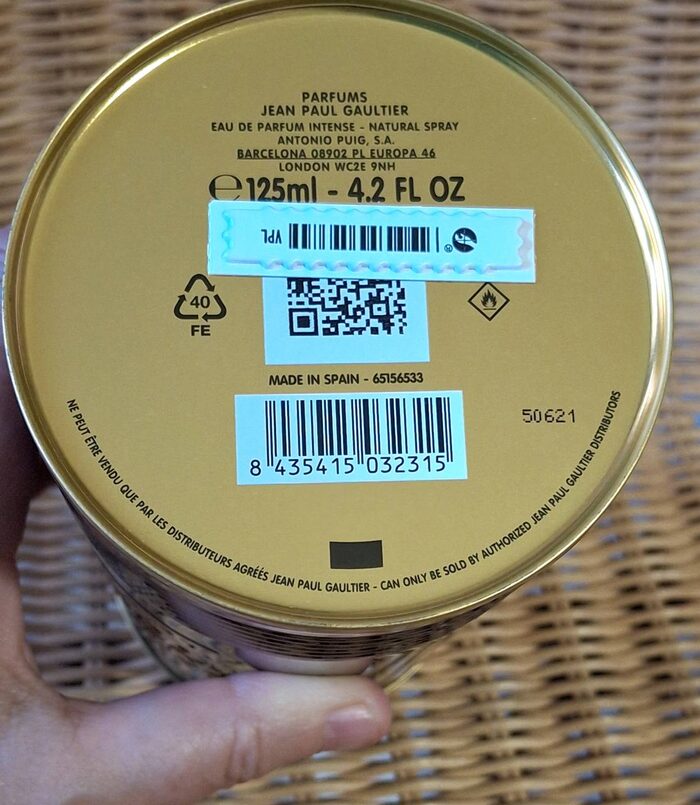 PARFUMS
JEAN PAUL GAULTIER
EAU DE PARFUM INTENSE - NATURAL SPRAY
ANTONIO PUIG, S.A.
BARCELONA 08902 PL EUROPA 46
LONDON WC2E 9NH
℮ 125ml - 4.2 FL OZ
VPL
®
40
FE
MADE IN SPAIN - 65156533
8 435415 032315
50621
NE PEUT ÊTRE VENDU QUE PAR LES DISTRIBUTEURS AGRÉÉS JEAN PAUL GAULTIER - CAN ONLY BE SOLD BY AUTHORIZED JEAN PAUL GAULTIER DISTRIBUTORS